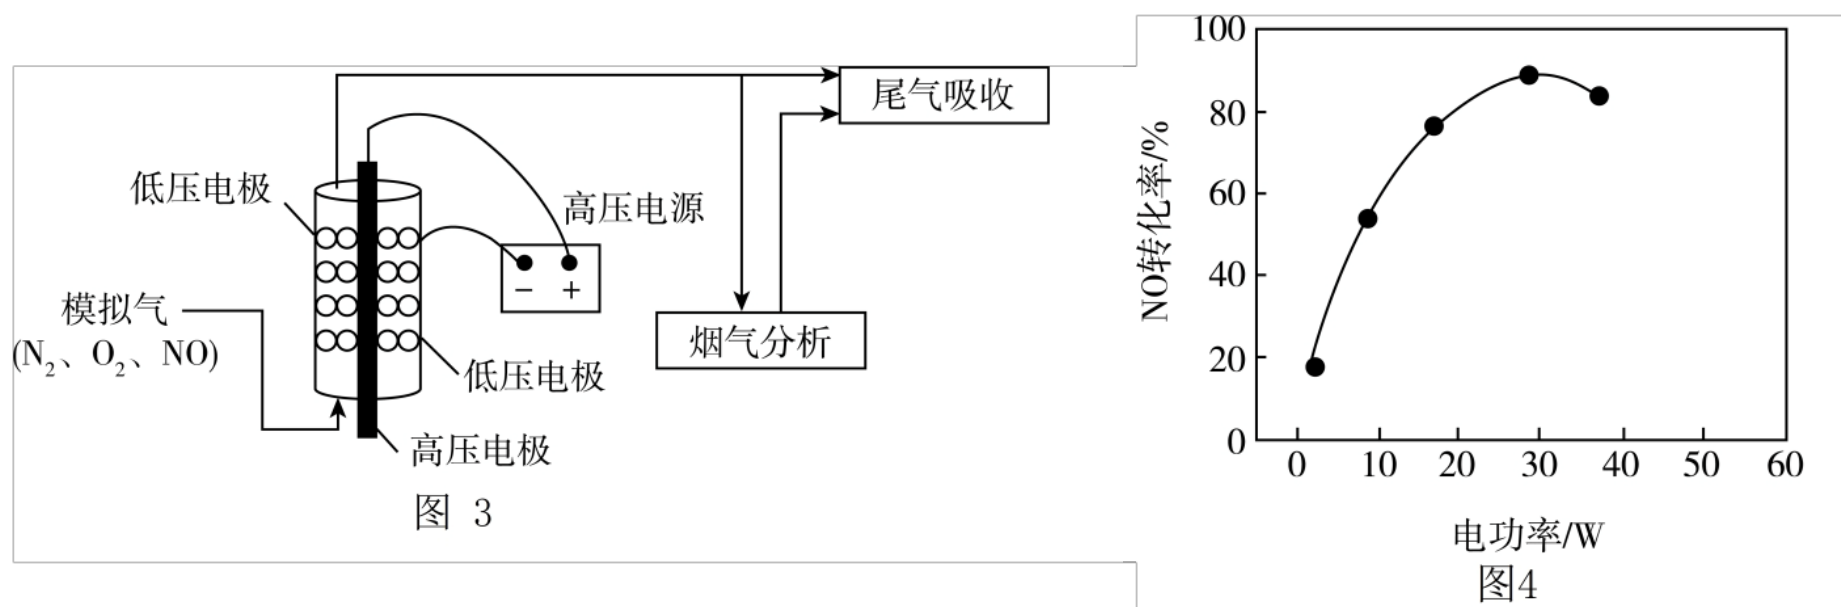 尾气吸收
低压电极
高压电源
− +
模拟气
(N₂、O₂、NO)
烟气分析
低压电极
高压电极
图 3
NO转化率/%
100
80
60
40
20
0
0 10 20 30 40 50 60
电功率/W
图4